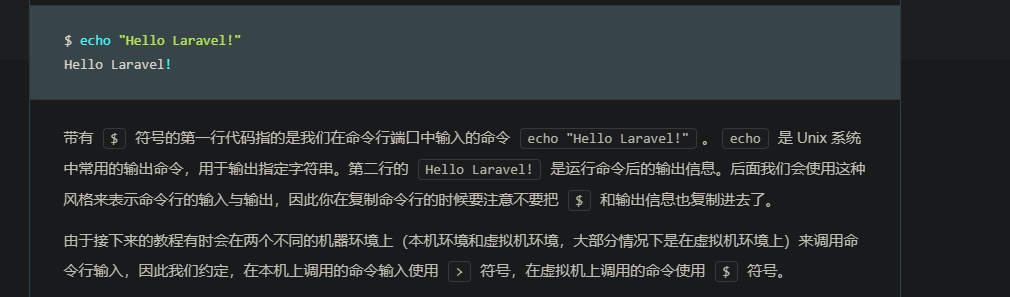 $ echo "Hello Laravel!"
Hello Laravel!
带有 $ 符号的第一行代码指的是我们在命令行端口中输入的命令 echo "Hello Laravel!" 。 echo 是 Unix 系统
中常用的输出命令，用于输出指定字符串。第二行的 Hello Laravel! 是运行命令后的输出信息。后面我们会使用这种
风格来表示命令行的输入与输出，因此你在复制命令行的时候要注意不要把 $ 和输出信息也复制进去了。
由于接下来的教程有时会在两个不同的机器环境上（本机环境和虚拟机环境，大部分情况下是在虚拟机环境上）来调用命
令行输入，因此我们约定，在本机上调用的命令输入使用 > 符号，在虚拟机上调用的命令使用 $ 符号。